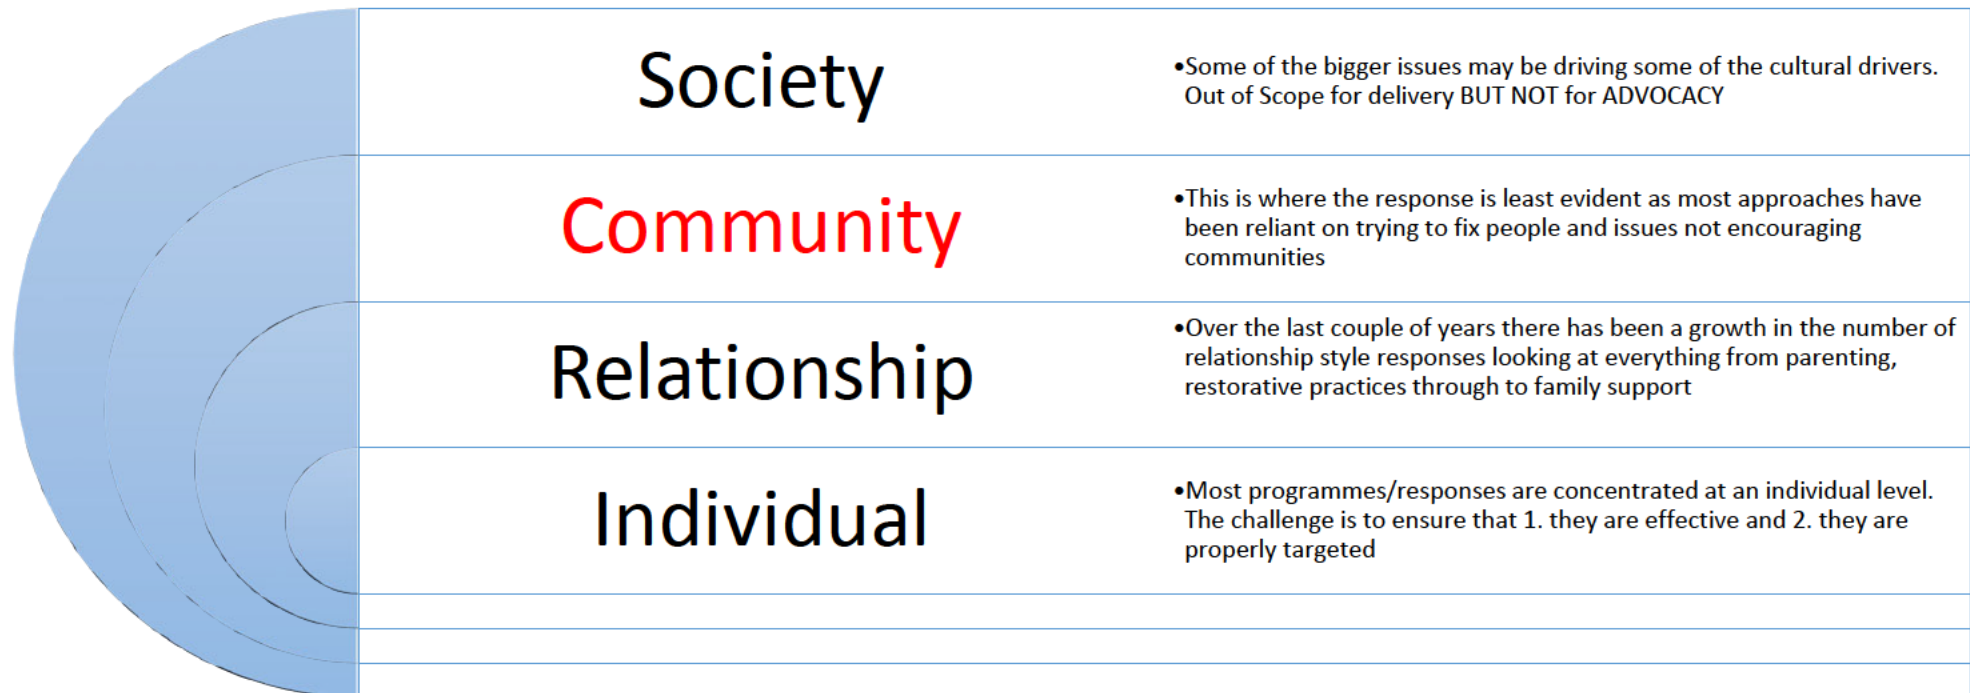 Society
•Some of the bigger issues may be driving some of the cultural drivers.
Out of Scope for delivery BUT NOT for ADVOCACY
Community
•This is where the response is least evident as most approaches have
been reliant on trying to fix people and issues not encouraging
communities
Relationship
•Over the last couple of years there has been a growth in the number of
relationship style responses looking at everything from parenting,
restorative practices through to family support
Individual
•Most programmes/responses are concentrated at an individual level.
The challenge is to ensure that 1. they are effective and 2. they are
properly targeted